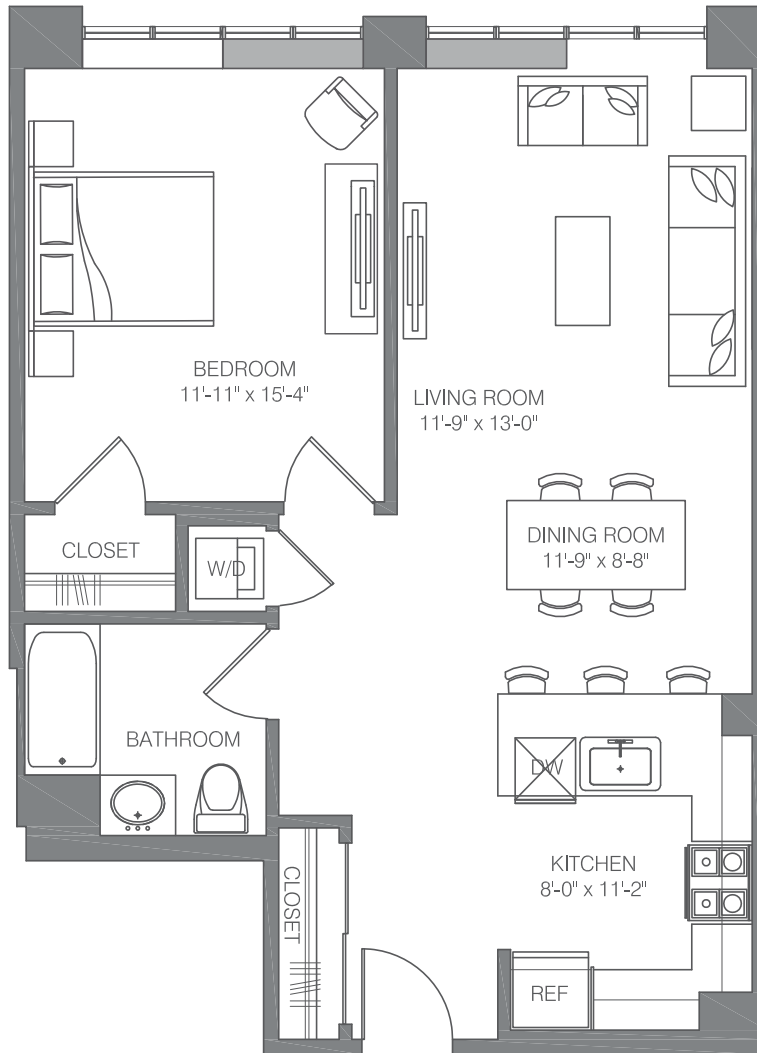 BEDROOM
11'-11" x 15'-4"
LIVING ROOM
11'-9" x 13'-0"
CLOSET
W/D
DINING ROOM
11'-9" x 8'-8"
BATHROOM
DW
KITCHEN
8'-0" x 11'-2"
CLOSET
REF